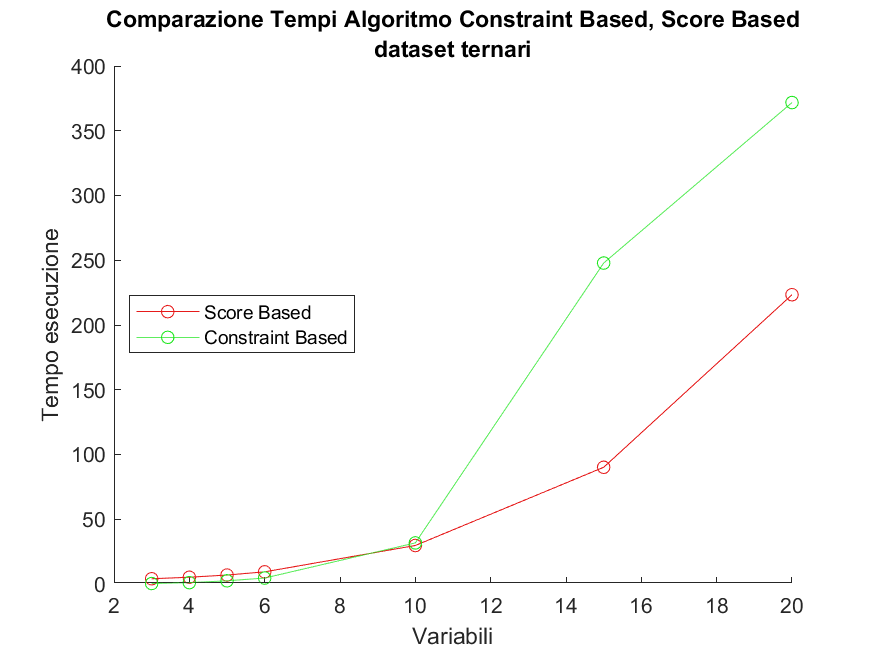 Comparazione Tempi Algoritmo Constraint Based, Score Based
dataset ternari
400
350
300
250
200
150
100
50
0
Tempo esecuzione
Score Based
Constraint Based
2 4 6 8 10 12 14 16 18 20
Variabili